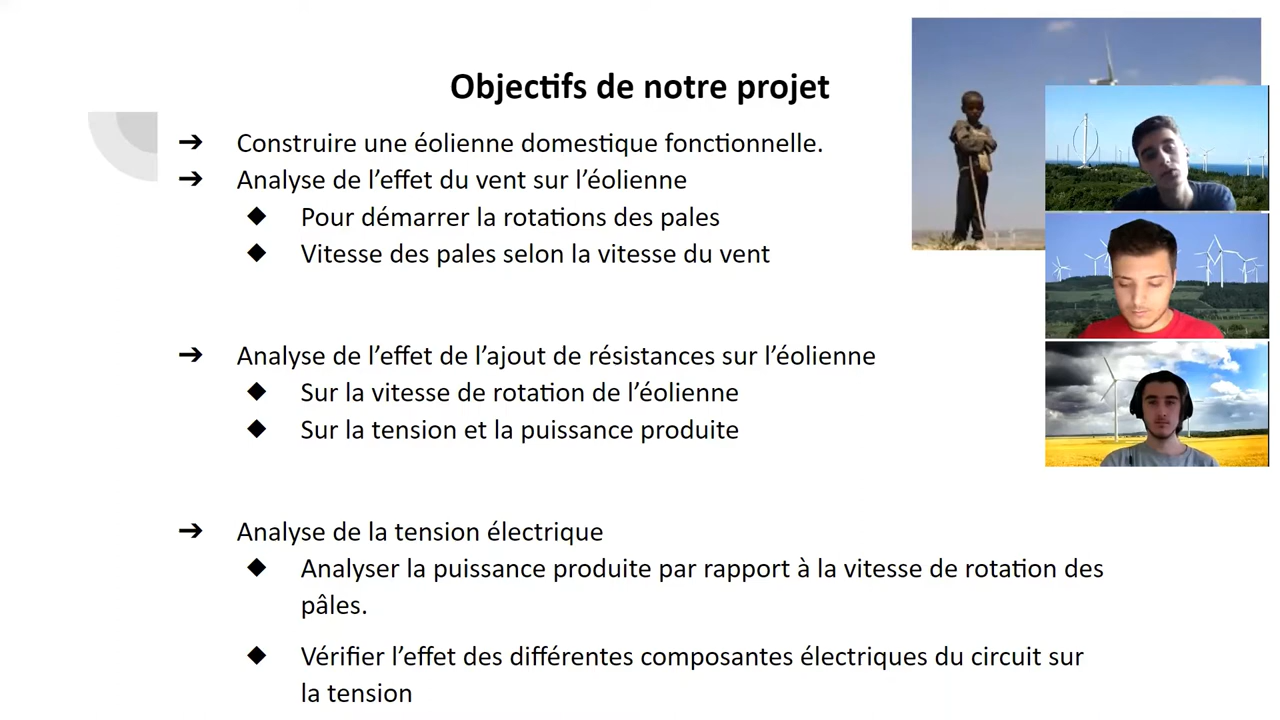 Objectifs de notre projet
➔ Construire une éolienne domestique fonctionnelle.
➔ Analyse de l’effet du vent sur l’éolienne
◆ Pour démarrer la rotations des pales
◆ Vitesse des pales selon la vitesse du vent
➔ Analyse de l’effet de l’ajout de résistances sur l’éolienne
◆ Sur la vitesse de rotation de l’éolienne
◆ Sur la tension et la puissance produite
➔ Analyse de la tension électrique
◆ Analyser la puissance produite par rapport à la vitesse de rotation des
pâles.
◆ Vérifier l’effet des différentes composantes électriques du circuit sur
la tension